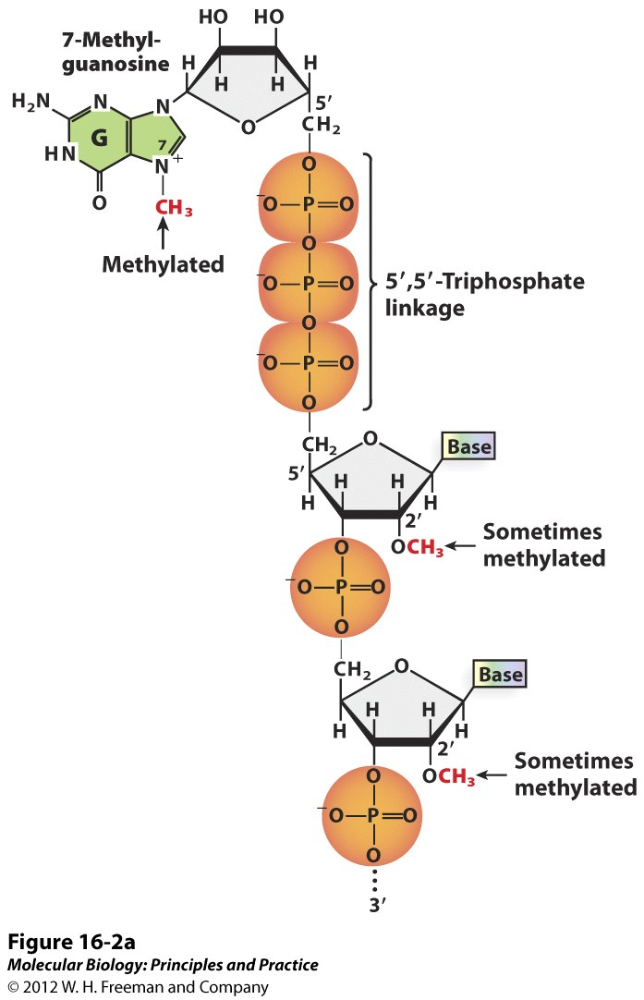 HO HO
7-Methyl-
guanosine
H H
H H
5′
H₂N N N CH₂
G
HN 7
N⁺
O
O
CH₃
Methylated
O
⁻O–P=O
O
⁻O–P=O
O
⁻O–P=O
O
5′,5′-Triphosphate
linkage
CH₂ O Base
5′
H H
H H
2′
O OCH₃
Sometimes
methylated
⁻O–P=O
O
CH₂ O Base
H H
H H
2′
O OCH₃
Sometimes
methylated
⁻O–P=O
O
3′
Figure 16-2a
Molecular Biology: Principles and Practice
© 2012 W. H. Freeman and Company